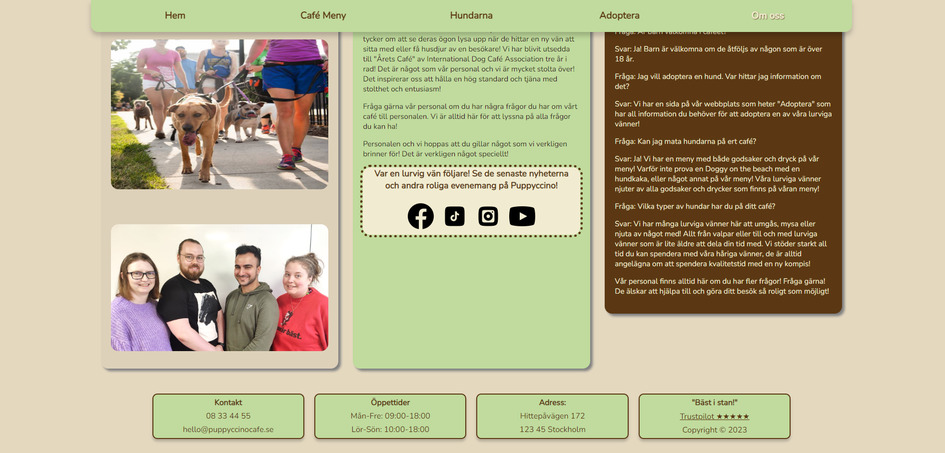 Hem
Café Meny
Hundarna
Adoptera
Om oss
tycker om att se deras ögon lysa upp när de hittar en ny vän att
sitta med eller få husdjur av en besökare! Vi har blivit utsedda
till "Årets Café" av International Dog Café Association tre år i
rad! Det är något som vår personal och vi är mycket stolta över!
Det inspirerar oss att hålla en hög standard och tjäna med
stolthet och entusiasm!
Fråga gärna vår personal om du har några frågor du har om vårt
café till personalen. Vi är alltid här för att lyssna på alla frågor
du kan ha!
Personalen och vi hoppas att du gillar något som vi verkligen
brinner för! Det är verkligen något speciellt!
Var en lurvig vän följare! Se de senaste nyheterna
och andra roliga evenemang på Puppyccino!
Svar: Ja! Barn är välkomna om de åtföljs av någon som är över
18 år.
Fråga: Jag vill adoptera en hund. Var hittar jag information om
det?
Svar: Vi har en sida på vår webbplats som heter "Adoptera" som
har all information du behöver för att adoptera en av våra lurviga
vänner!
Fråga: Kan jag mata hundarna på ert café?
Svar: Ja! Vi har en meny med både godsaker och dryck på vår
meny! Varför inte prova en Doggy on the beach med en
hundkaka, eller något annat på vår meny! Våra lurviga vänner
njuter av alla godsaker och drycker som finns på våran meny!
Fråga: Vilka typer av hundar har du på ditt café?
Svar: Vi har många lurviga vänner här att umgås, mysa eller
njuta av något med! Allt från valpar eller till och med lurviga
vänner som är lite äldre att dela din tid med. Vi stöder starkt all
tid du kan spendera med våra håriga vänner, de är alltid
angelägna om att spendera kvalitetstid med en ny kompis!
Vår personal finns alltid här om du har fler frågor! Fråga gärna!
De älskar att hjälpa till och göra ditt besök så roligt som möjligt!
Kontakt
08 33 44 55
hello@puppyccinocafe.se
Öppettider
Mån-Fre: 09:00-18:00
Lör-Sön: 10:00-18:00
Adress:
Hittepåvägen 172
123 45 Stockholm
"Bäst i stan!"
Trustpilot ★★★★★
Copyright © 2023